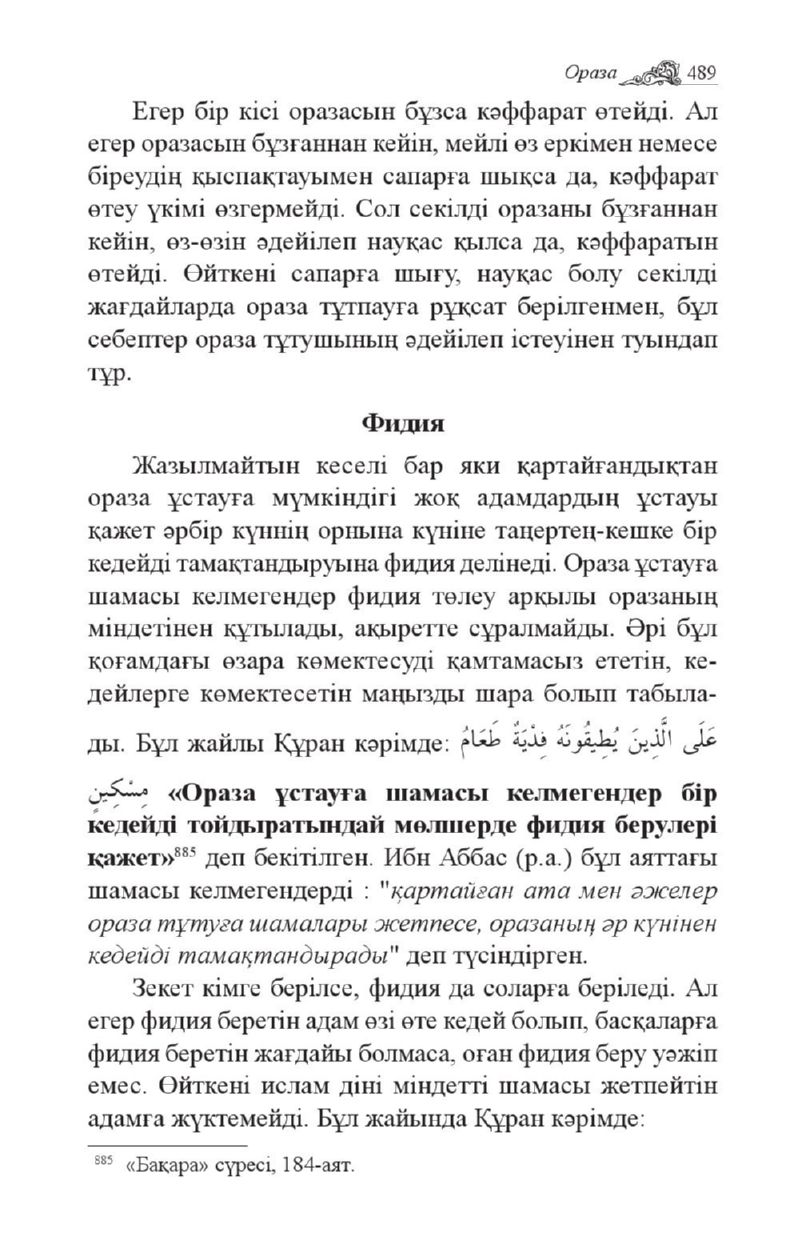 Ораза 489
Егер бір кісі оразасын бұзса кәффарат өтейді. Ал
егер оразасын бұзғаннан кейін, мейлі өз еркімен немесе
біреудің қыспақтауымен сапарға шықса да, кәффарат
өтеу үкімі өзгермейді. Сол секілді оразаны бұзғаннан
кейін, өз-өзін әдейілеп науқас қылса да, кәффаратын
өтейді. Өйткені сапарға шығу, науқас болу секілді
жағдайларда ораза тұтпауға рұқсат берілгенмен, бұл
себептер ораза тұтушының әдейілеп істеуінен туындап
тұр.
Фидия
Жазылмайтын кеселі бар яки қартайғандықтан
ораза ұстауға мүмкіндігі жоқ адамдардың ұстауы
қажет әрбір күннің орнына күніне таңертең-кешке бір
кедейді тамақтандыруына фидия делінеді. Ораза ұстауға
шамасы келмегендер фидия төлеу арқылы оразаның
міндетінен құтылады, ақыретте сұралмайды. Әрі бұл
қоғамдағы өзара көмектесуді қамтамасыз ететін, ке-
дейлерге көмектесетін маңызды шара болып табыла-
ды. Бұл жайлы Құран кәрімде: عَلَى الَّذِينَ يُطِيقُونَهُ فِدْيَةٌ طَعَامُ
مِسْكِينٍ «Ораза ұстауға шамасы келмегендер бір
кедейді тойдыратындай мөлшерде фидия берулері
қажет»⁸⁸⁵ деп бекітілген. Ибн Аббас (р.а.) бұл аяттағы
шамасы келмегендерді : "қартайған ата мен әжелер
ораза тұтуға шамалары жетпесе, оразаның әр күнінен
кедейді тамақтандырады" деп түсіндірген.
Зекет кімге берілсе, фидия да соларға беріледі. Ал
егер фидия беретін адам өзі өте кедей болып, басқаларға
фидия беретін жағдайы болмаса, оған фидия беру уәжіп
емес. Өйткені ислам діні міндетті шамасы жетпейтін
адамға жүктемейді. Бұл жайында Құран кәрімде:
⁸⁸⁵ «Бақара» сүресі, 184-аят.